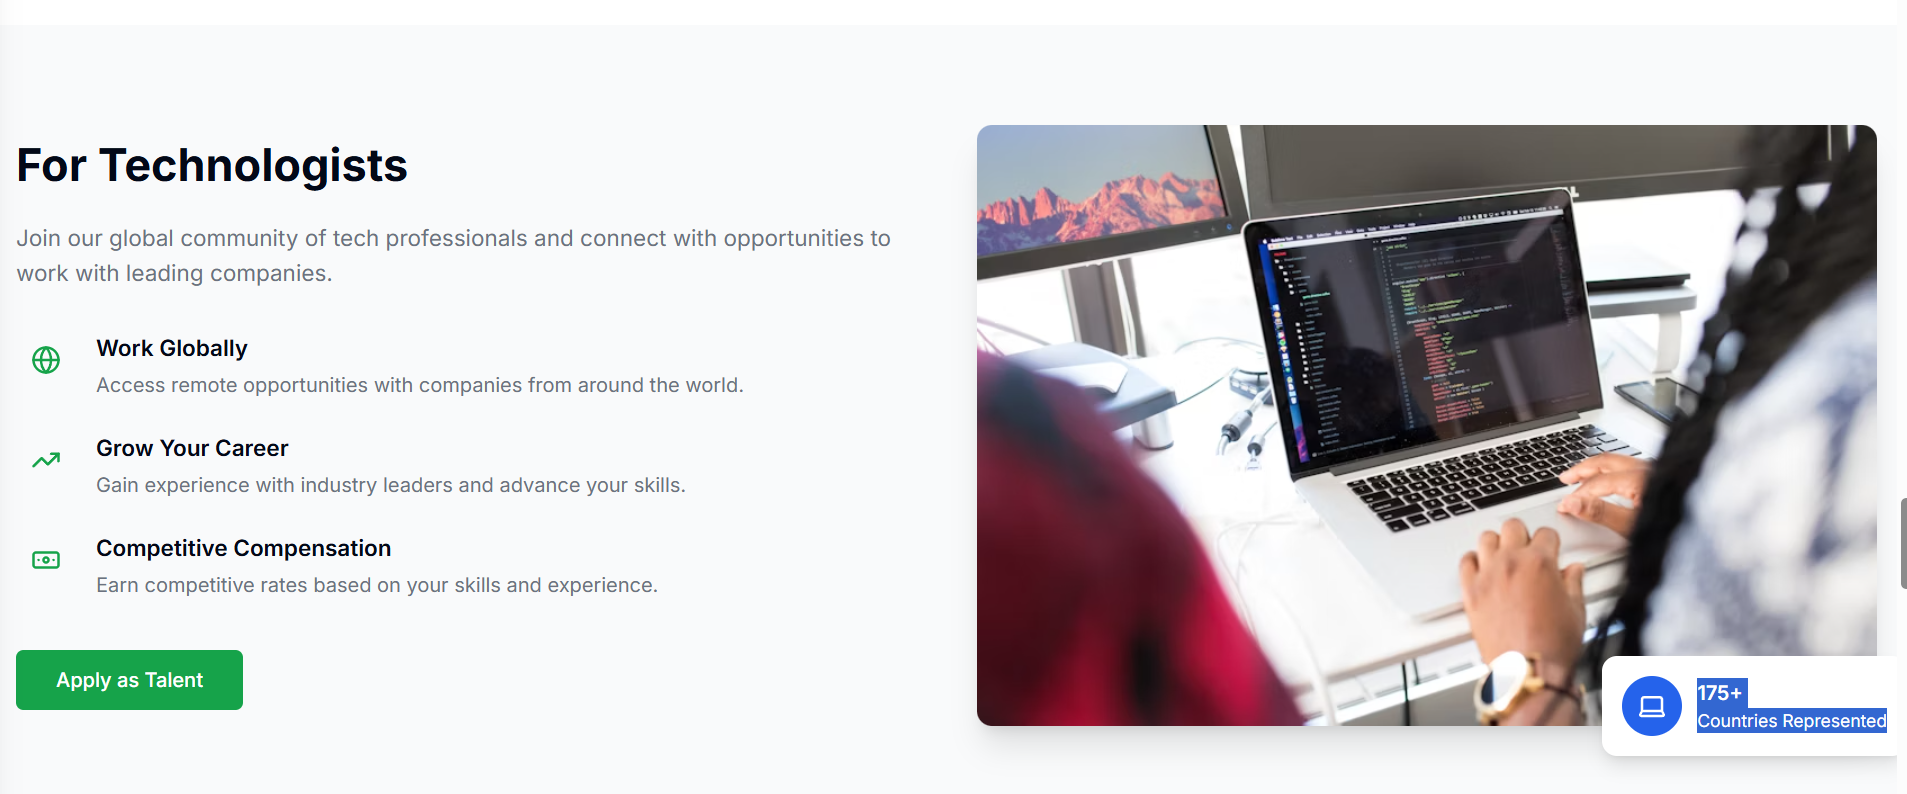 For Technologists
Join our global community of tech professionals and connect with opportunities to
work with leading companies.
Work Globally
Access remote opportunities with companies from around the world.
Grow Your Career
Gain experience with industry leaders and advance your skills.
Competitive Compensation
Earn competitive rates based on your skills and experience.
Apply as Talent
175+
Countries Represented